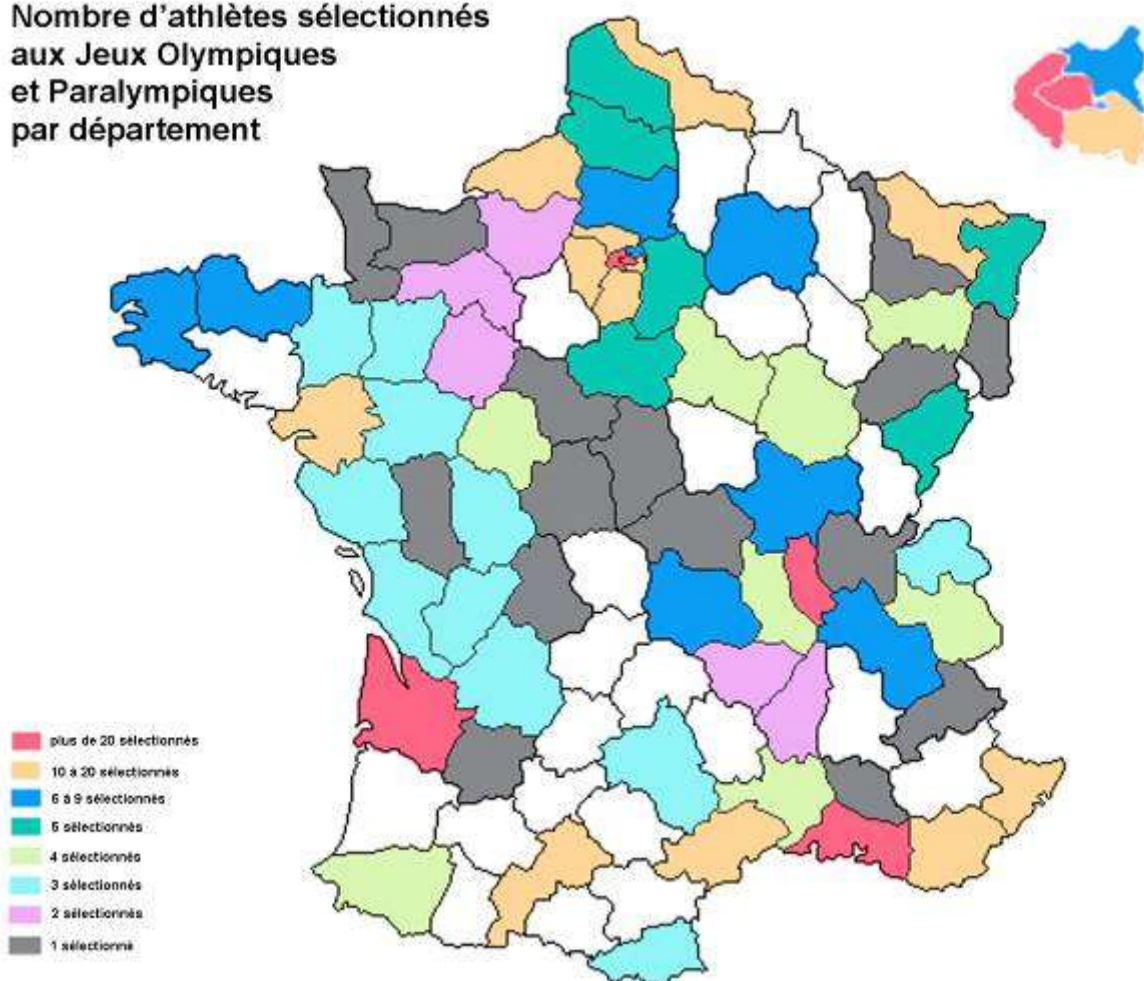 Nombre d'athlètes sélectionnés
aux Jeux Olympiques
et Paralympiques
par département
plus de 20 sélectionnés
10 à 20 sélectionnés
6 à 9 sélectionnés
5 sélectionnés
4 sélectionnés
3 sélectionnés
2 sélectionnés
1 sélectionné